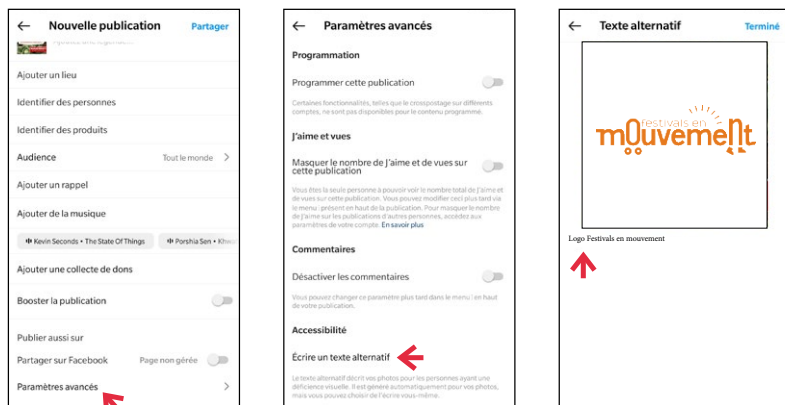 ← Nouvelle publication Partager
Ajouter un lieu
Identifier des personnes
Identifier des produits
Audience Tout le monde >
Ajouter un rappel
Ajouter de la musique
Kevin Seconds • The State Of Things Porshia Sen •
Ajouter une collecte de dons
Booster la publication
Publier aussi sur
Partager sur Facebook Page non gérée
Paramètres avancés >
← Paramètres avancés
Programmation
Programmer cette publication
Certaines fonctionnalités, telles que le crosspostage sur différents
comptes, ne sont pas disponibles pour le contenu programmé.
J'aime et vues
Masquer le nombre de J'aime et de vues sur
cette publication
Vous êtes la seule personne à pouvoir voir le nombre total de J'aime et
de vues sur cette publication. Vous pouvez modifier ceci plus tard via
le menu : présent en haut de la publication. Pour masquer le nombre
de J'aime sur les publications d'autres personnes, accédez aux
paramètres de votre compte. En savoir plus
Commentaires
Désactiver les commentaires
Vous pouvez changer ce paramètre plus tard dans le menu : en haut
de votre publication.
Accessibilité
Écrire un texte alternatif
Le texte alternatif décrit vos photos pour les personnes ayant une
déficience visuelle. Il est généré automatiquement pour vos photos,
mais vous pouvez choisir de l'écrire vous-même.
← Texte alternatif Terminé
festivals en
mouvement
Logo Festivals en mouvement